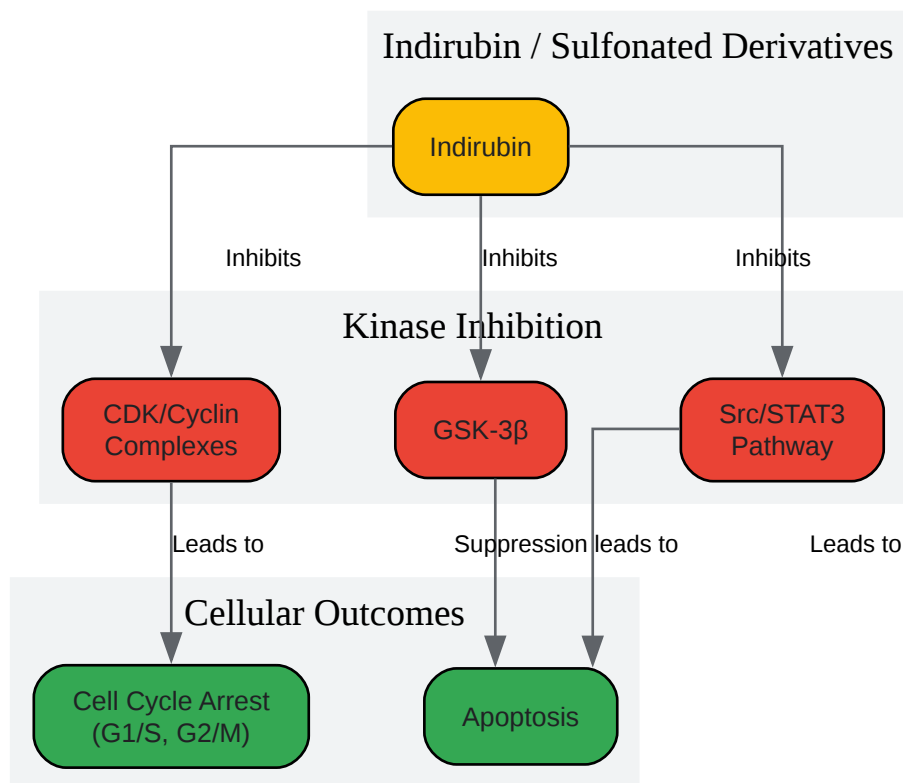 Indirubin / Sulfonated Derivatives
Indirubin
Inhibits
Inhibits
Inhibits
Kinase Inhibition
CDK/Cyclin
Complexes
GSK-3β
Src/STAT3
Pathway
Leads to
Suppression leads to
Leads to
Cellular Outcomes
Cell Cycle Arrest
(G1/S, G2/M)
Apoptosis